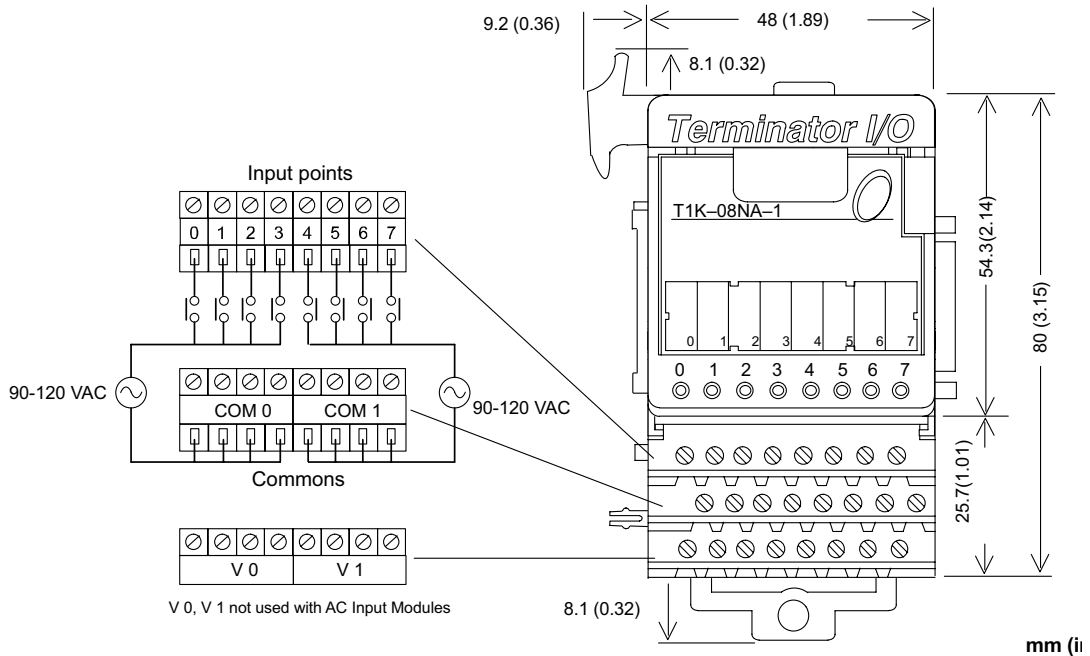 9.2 (0.36)
48 (1.89)
8.1 (0.32)
Terminator I/O
T1K–08NA–1
0 1 2 3 4 5 6 7
0 1 2 3 4 5 6 7
54.3(2.14)
80 (3.15)
25.7(1.01)
8.1 (0.32)
mm (in
Input points
0 1 2 3 4 5 6 7
90-120 VAC
COM 0 COM 1
90-120 VAC
Commons
V 0 V 1
V 0, V 1 not used with AC Input Modules